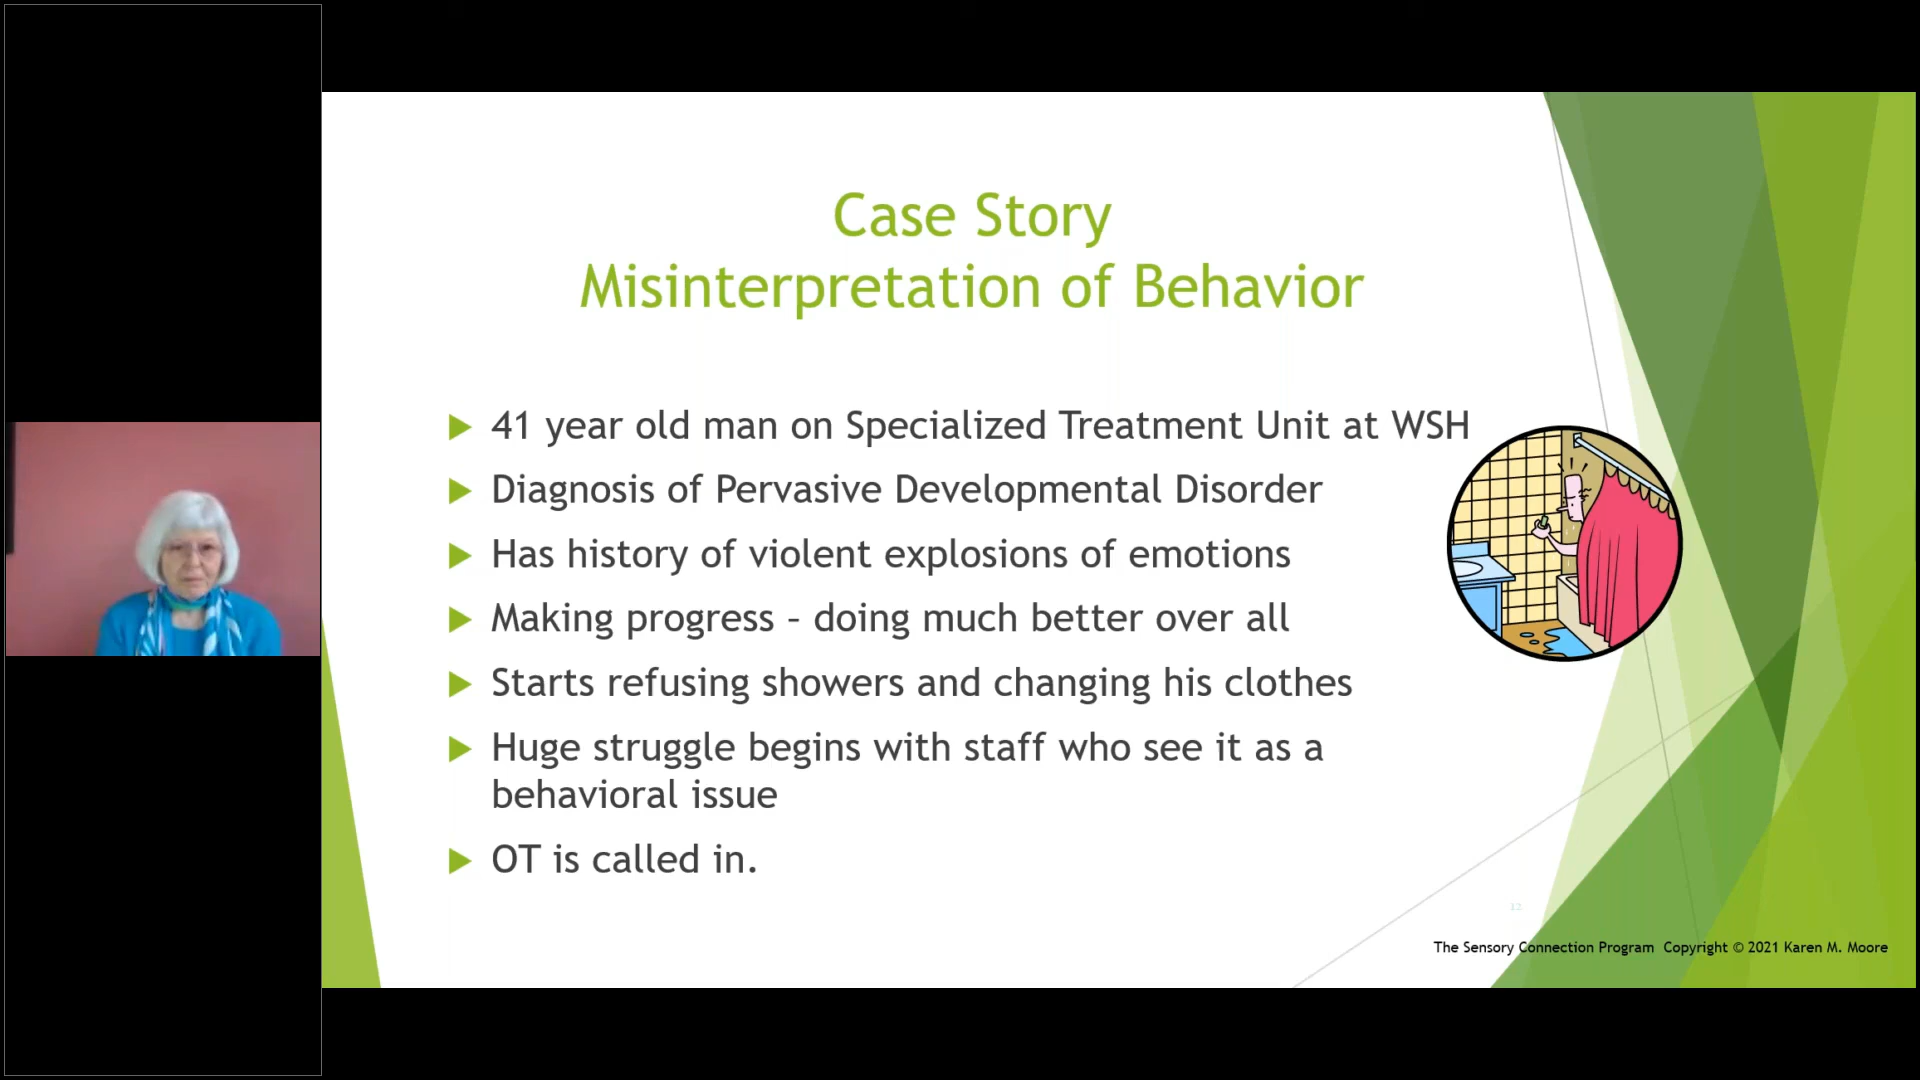 Case Story
Misinterpretation of Behavior
41 year old man on Specialized Treatment Unit at WSH
Diagnosis of Pervasive Developmental Disorder
Has history of violent explosions of emotions
Making progress – doing much better over all
Starts refusing showers and changing his clothes
Huge struggle begins with staff who see it as a
behavioral issue
OT is called in.
12
The Sensory Connection Program Copyright © 2021 Karen M. Moore